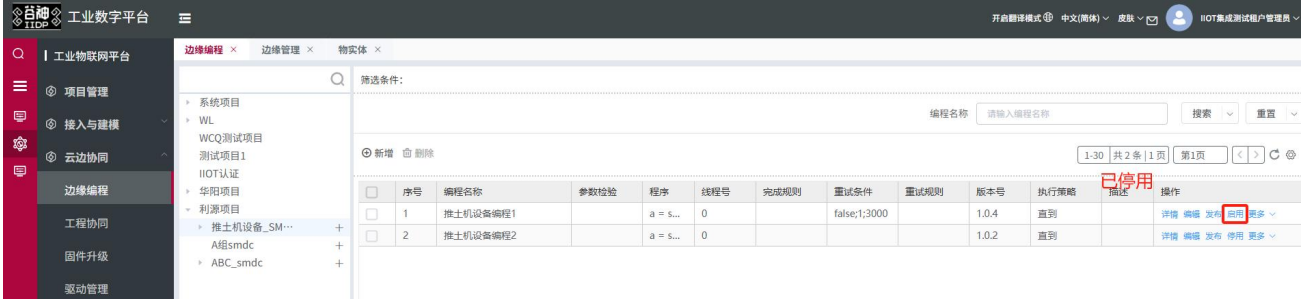 谷神 IIDP 工业数字平台 开启翻译模式 中文(简体) 皮肤 IIOT集成测试租户管理员
工业物联网平台
项目管理
接入与建模
云边协同
边缘编程
工程协同
固件升级
驱动管理
边缘编程 × 边缘管理 × 物实体 ×
系统项目
WL
WCQ测试项目
测试项目1
IIOT认证
华阳项目
利源项目
推土机设备_SM… +
A组smdc +
ABC_smdc +
筛选条件：
编程名称 请输入编程名称 搜索 重置
新增 删除 1-30 共2条 1页 第1页
已停用
序号 编程名称 参数检验 程序 线程号 完成规则 重试条件 重试规则 版本号 执行策略 描述 操作
1 推土机设备编程1 a = s... 0 false;1;3000 1.0.4 直到 详情 编辑 发布 启用 更多
2 推土机设备编程2 a = s... 0 1.0.2 直到 详情 编辑 发布 停用 更多